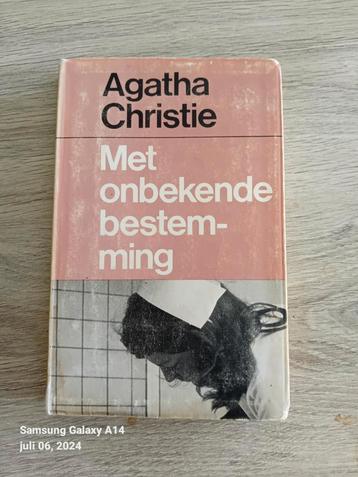 Agatha
Christie
Met
onbekende
bestem-
ming
Samsung Galaxy A14
juli 06, 2024